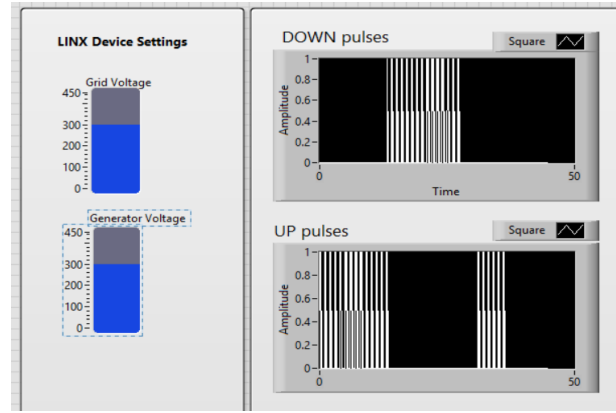 LINX Device Settings
Grid Voltage
450
300
200
100
0
Generator Voltage
450
300
200
100
0
DOWN pulses
Square
Amplitude
1
0.8
0.6
0.4
0.2
0
0
50
Time
UP pulses
Square
Amplitude
1
0.8
0.6
0.4
0.2
0
0
50